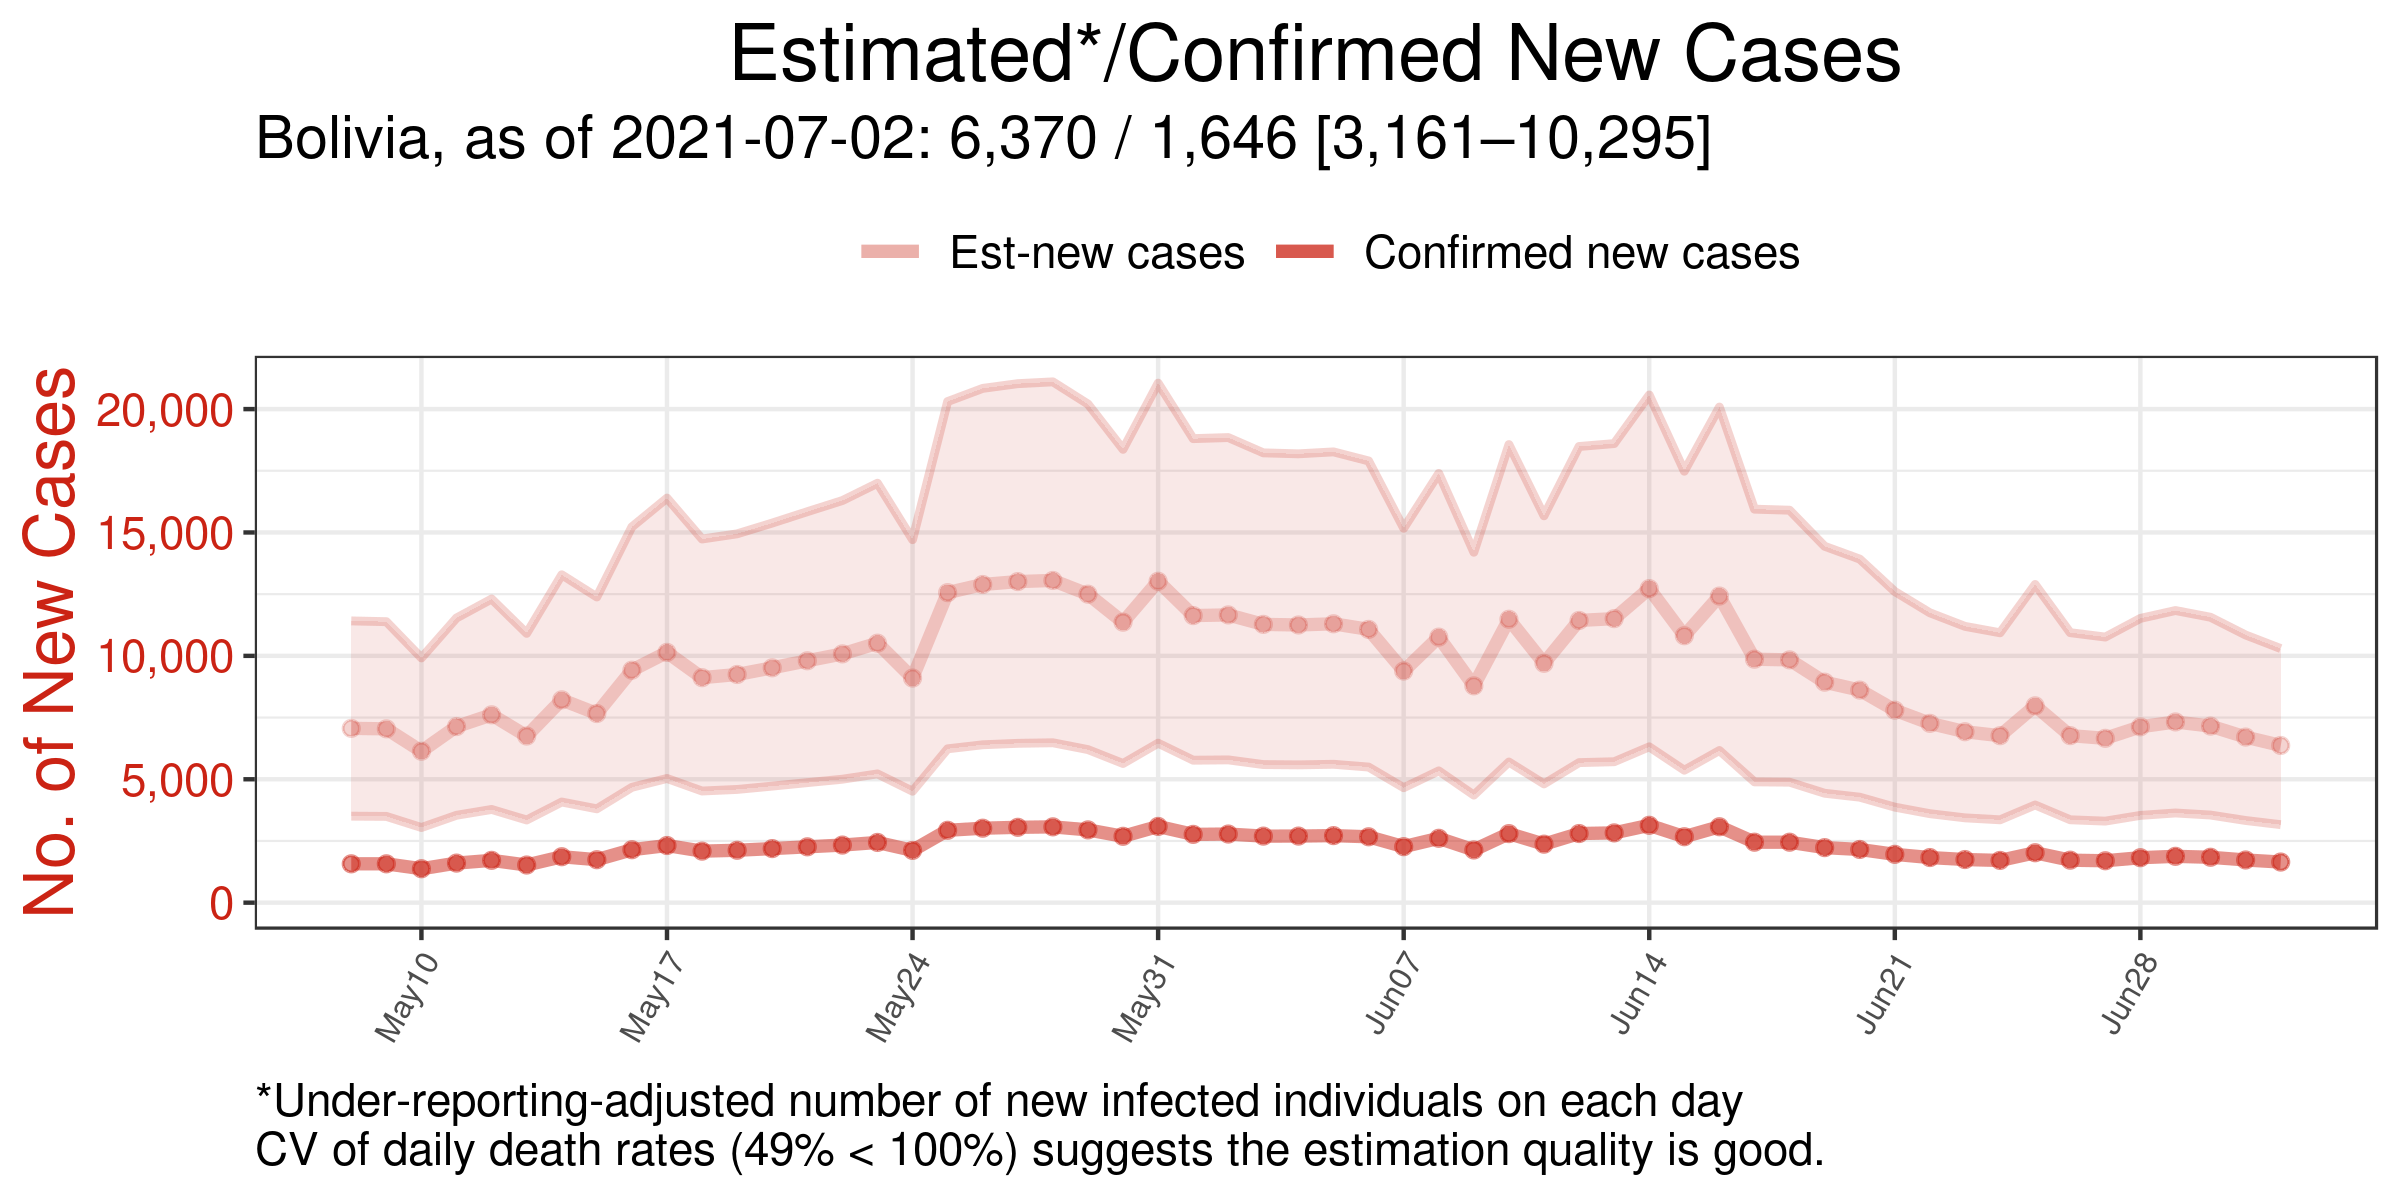 Estimated*/Confirmed New Cases
Bolivia, as of 2021-07-02: 6,370 / 1,646 [3,161–10,295]
Est-new cases
Confirmed new cases
No. of New Cases
20,000
15,000
10,000
5,000
0
May10
May17
May24
May31
Jun07
Jun14
Jun21
Jun28
*Under-reporting-adjusted number of new infected individuals on each day
CV of daily death rates (49% < 100%) suggests the estimation quality is good.